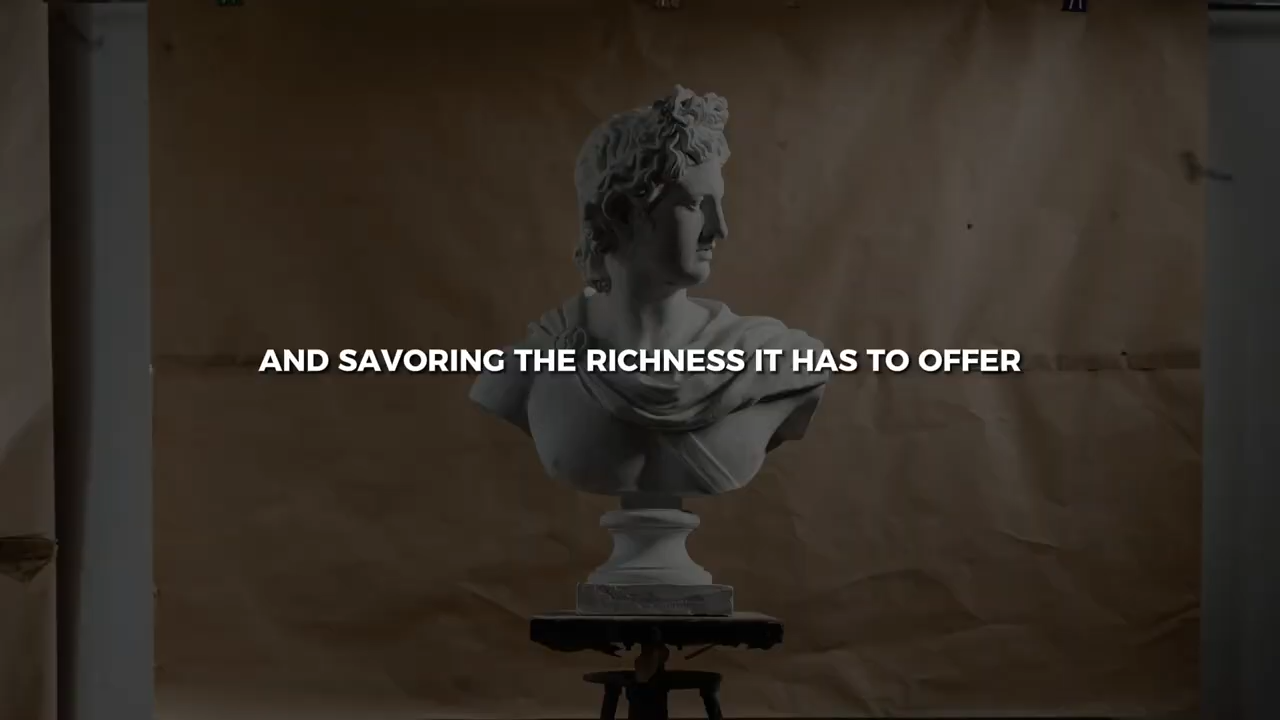 AND SAVORING THE RICHNESS IT HAS TO OFFER